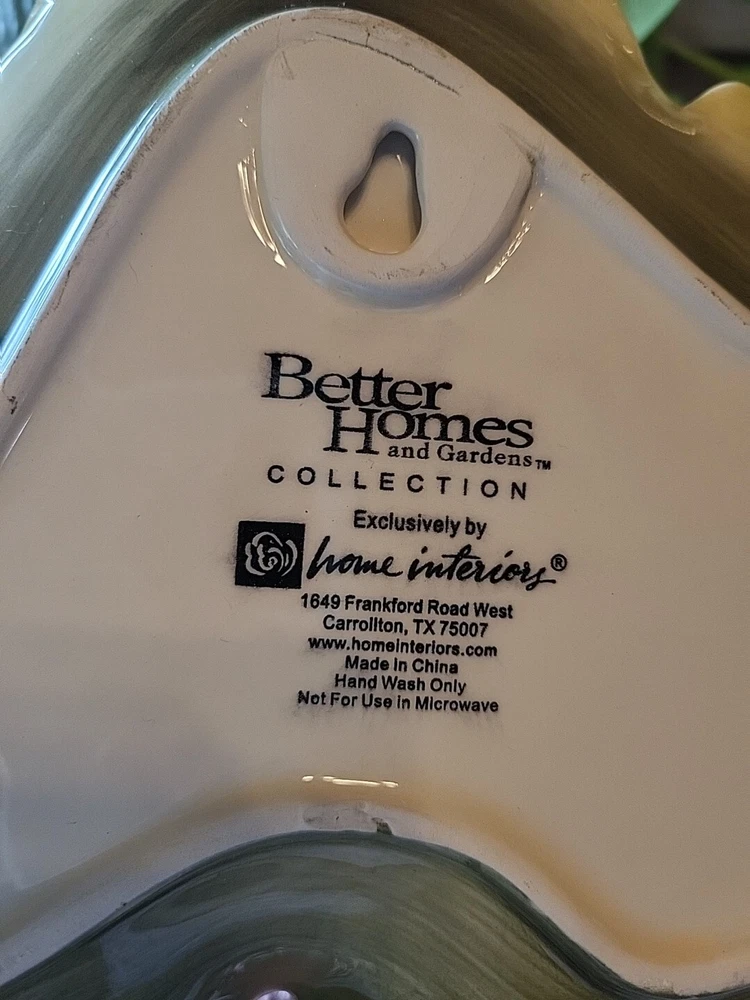 Better
Homes
and Gardens™
COLLECTION
Exclusively by
home interiors®
1649 Frankford Road West
Carrollton, TX 75007
www.homeinteriors.com
Made In China
Hand Wash Only
Not For Use in Microwave